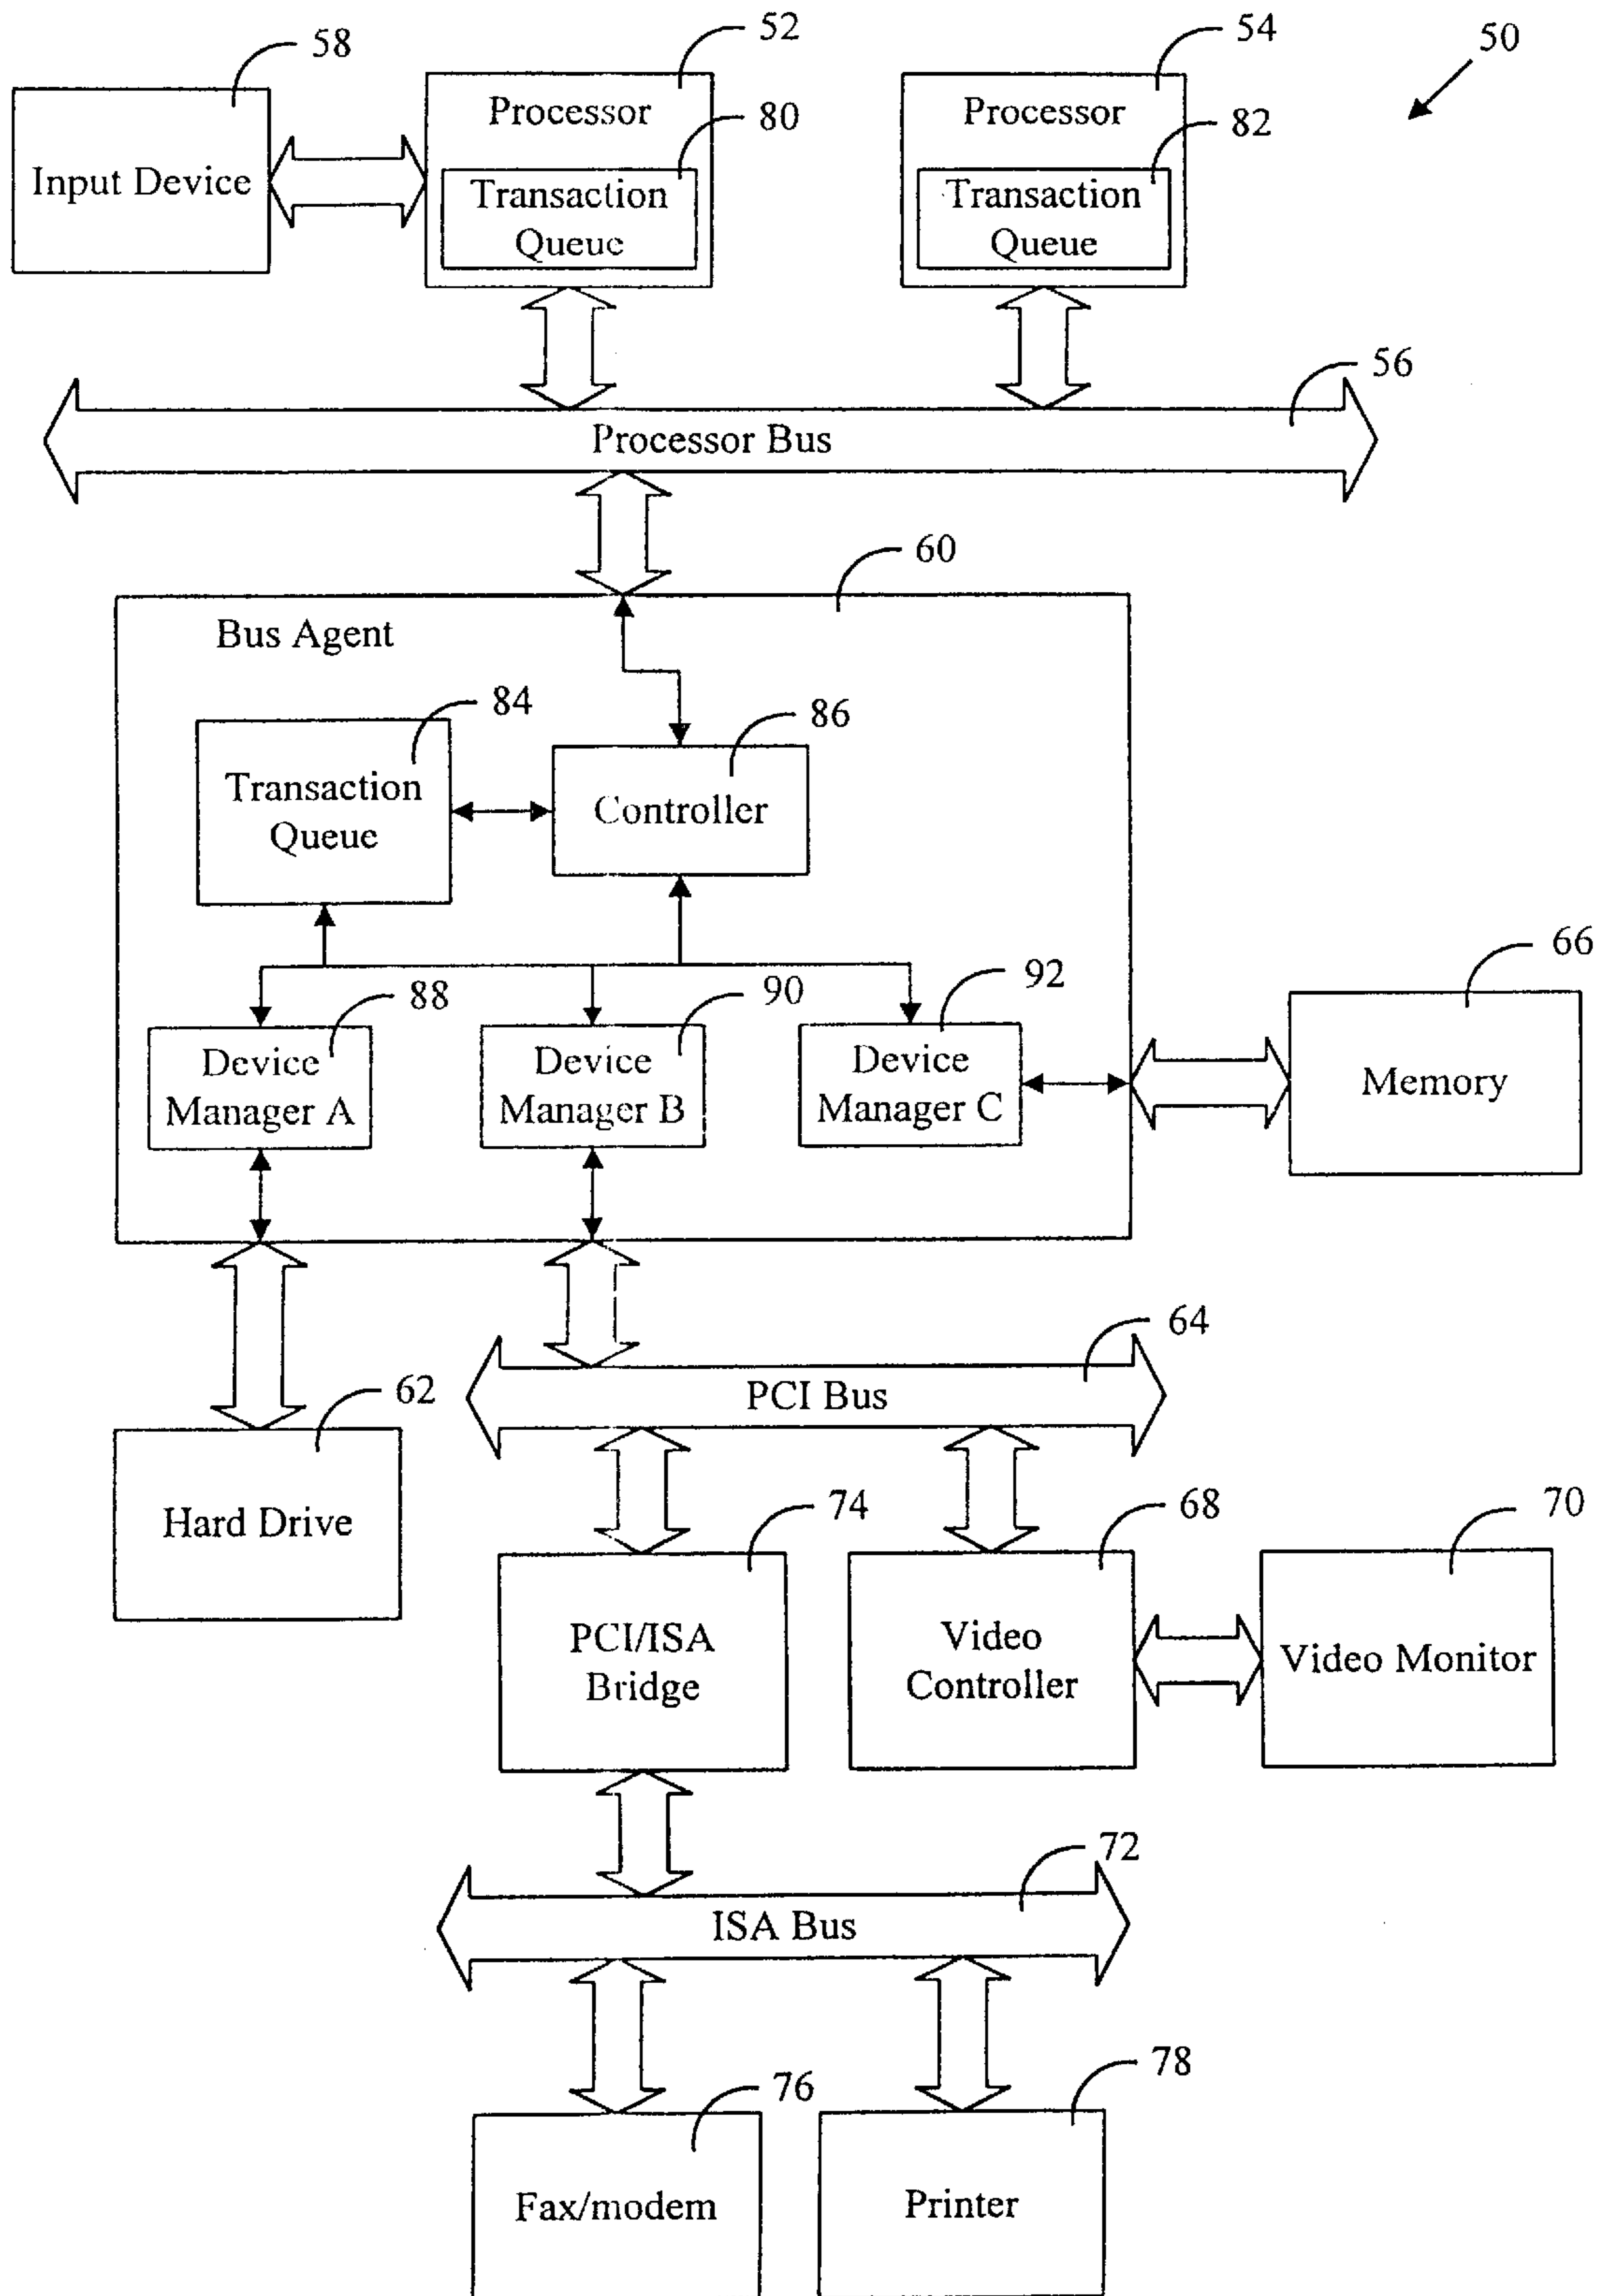 58
52
54
50
Processor
80
Processor
82
Input Device
Transaction
Queue
Transaction
Queue
56
Processor Bus
60
Bus Agent
84
86
Transaction
Queue
Controller
66
88
90
92
Device
Manager A
Device
Manager B
Device
Manager C
Memory
64
PCI Bus
62
Hard Drive
74
68
70
PCI/ISA
Bridge
Video
Controller
Video Monitor
72
ISA Bus
76
78
Fax/modem
Printer